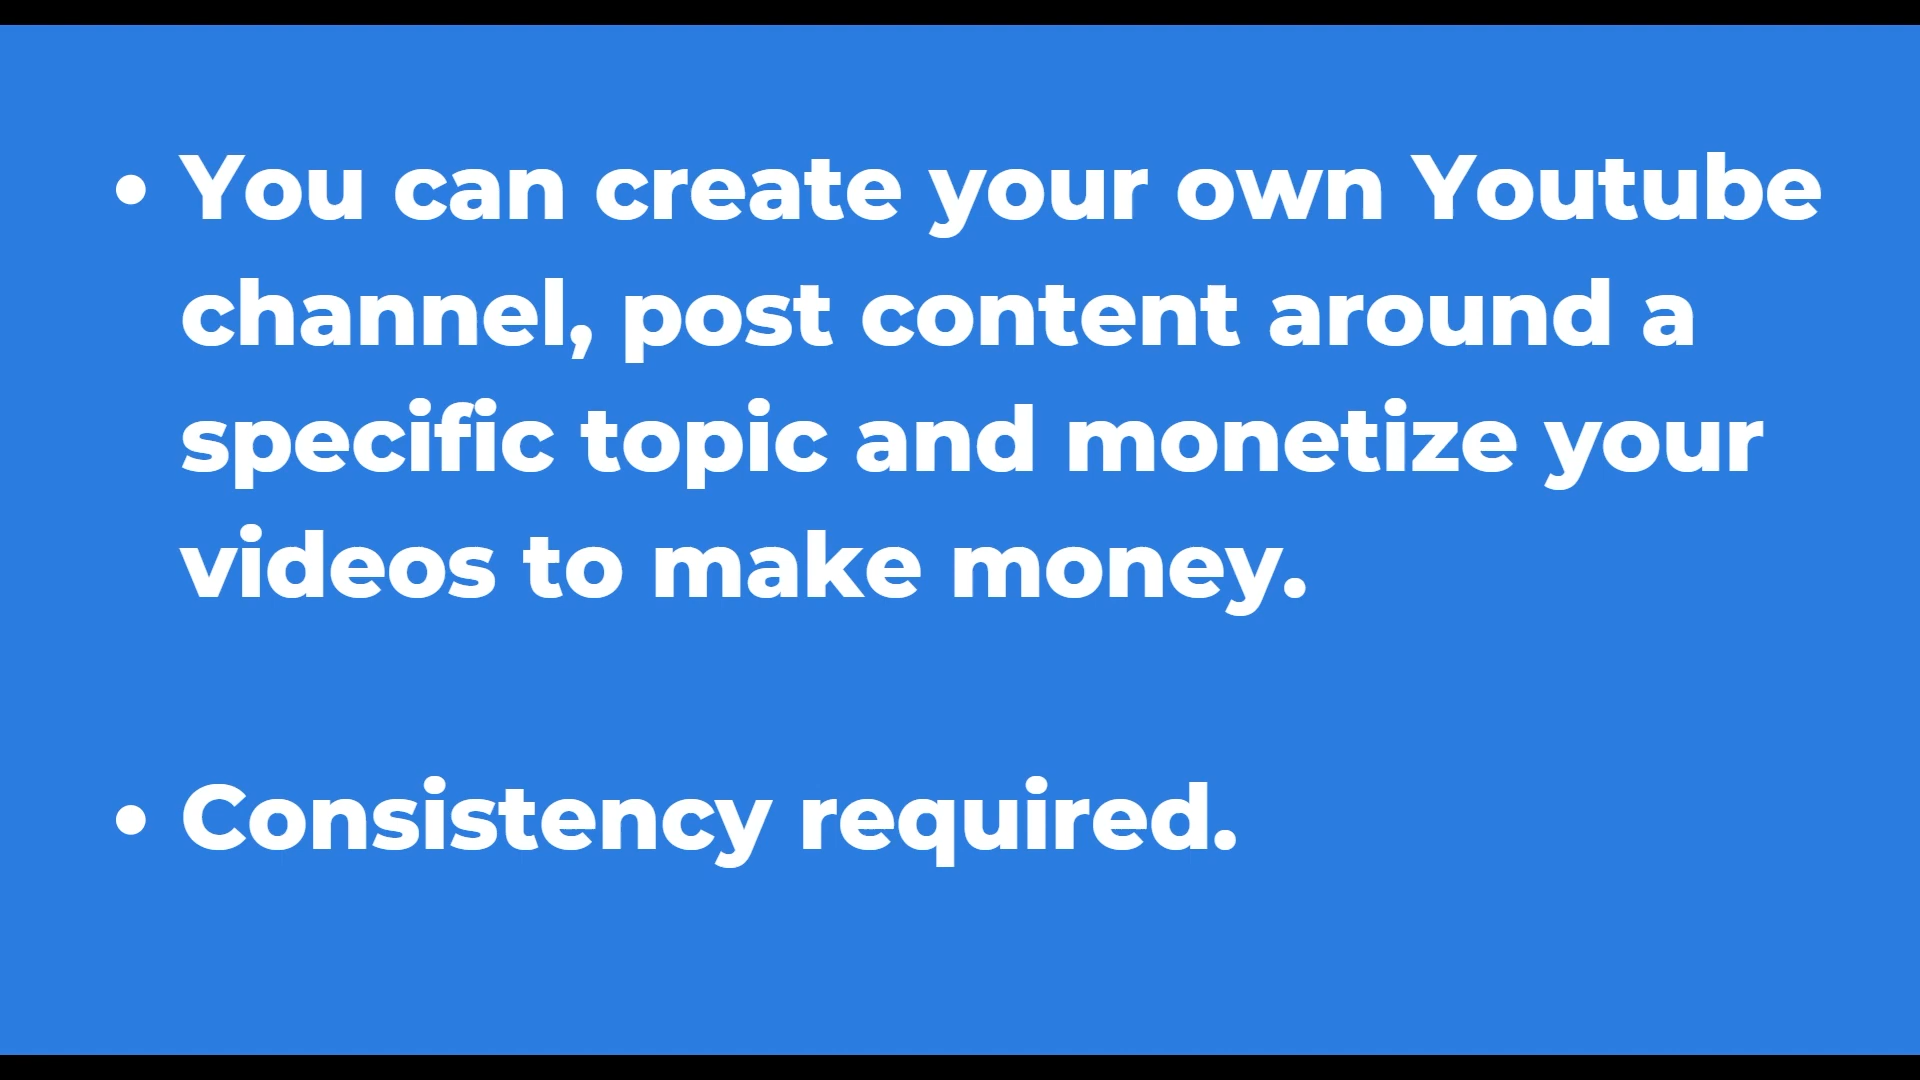 • You can create your own Youtube
channel, post content around a
specific topic and monetize your
videos to make money.
• Consistency required.